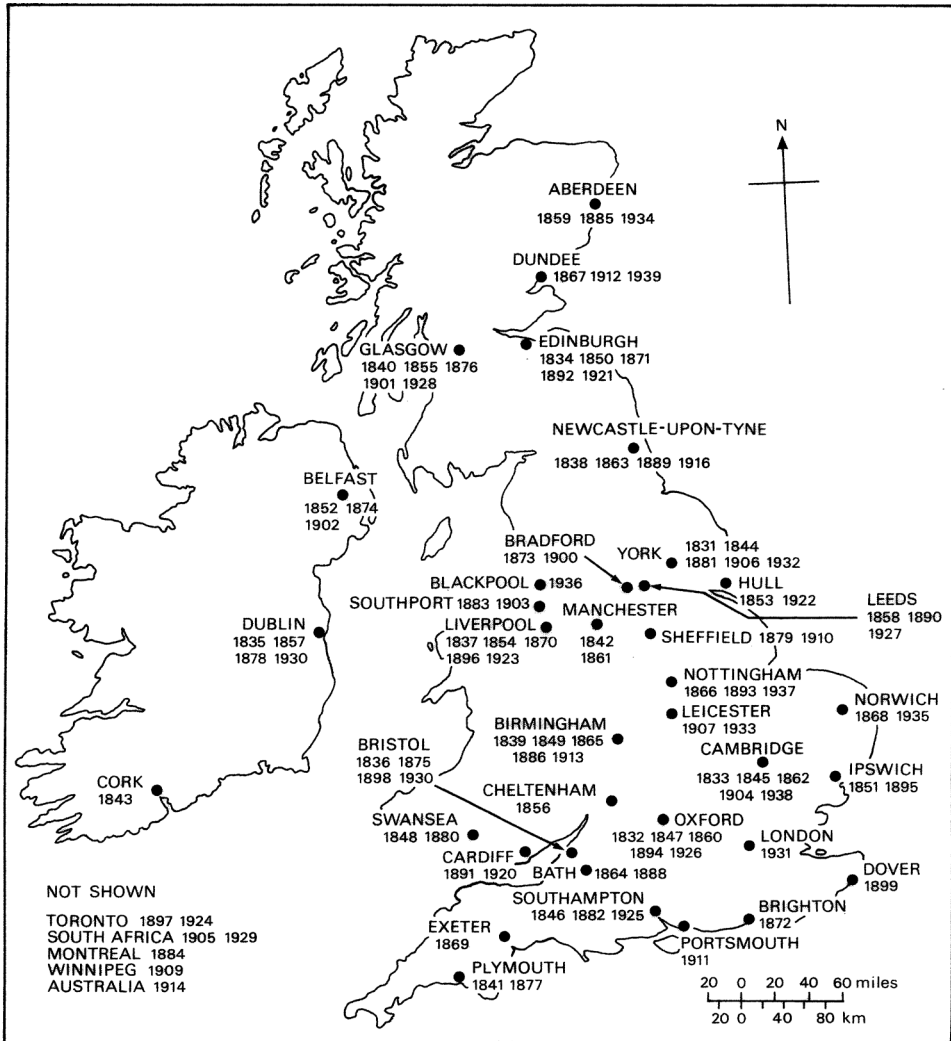 N
ABERDEEN
1859 1885 1934
DUNDEE
1867 1912 1939
GLASGOW
1840 1855 1876
1901 1928
EDINBURGH
1834 1850 1871
1892 1921
NEWCASTLE-UPON-TYNE
1838 1863 1889 1916
BELFAST
1852 1874
1902
BRADFORD
1873 1900
YORK
1831 1844
1881 1906 1932
BLACKPOOL 1936
HULL
1853 1922
SOUTHPORT 1883 1903
LEEDS
1858 1890
1927
MANCHESTER
1842
1861
LIVERPOOL
1837 1854 1870
1896 1923
SHEFFIELD 1879 1910
DUBLIN
1835 1857
1878 1930
NOTTINGHAM
1866 1893 1937
NORWICH
1868 1935
LEICESTER
1907 1933
BIRMINGHAM
1839 1849 1865
1886 1913
BRISTOL
1836 1875
1898 1930
CAMBRIDGE
1833 1845 1862
1904 1938
IPSWICH
1851 1895
CORK
1843
CHELTENHAM
1856
SWANSEA
1848 1880
OXFORD
1832 1847 1860
1894 1926
LONDON
1931
CARDIFF
1891 1920
BATH 1864 1888
DOVER
1899
SOUTHAMPTON
1846 1882 1925
BRIGHTON
1872
EXETER
1869
PORTSMOUTH
1911
PLYMOUTH
1841 1877
NOT SHOWN
TORONTO 1897 1924
SOUTH AFRICA 1905 1929
MONTREAL 1884
WINNIPEG 1909
AUSTRALIA 1914
20 0 20 60 miles
20 0 40 80 km